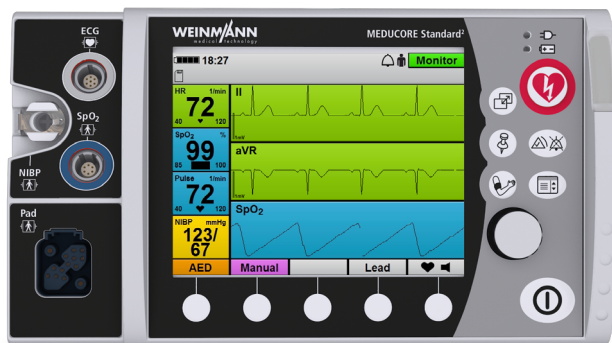 ECG
SpO₂
NIBP
Pad
WEINMANN
medical technology
MEDUCORE Standard²
18:27
Monitor
HR 1/min
72
40 120
II
1mV
SpO₂ %
99
85 100
aVR
1mV
Pulse 1/min
72
40 120
SpO₂
NIBP mmHg
123/
67
AED Manual Lead